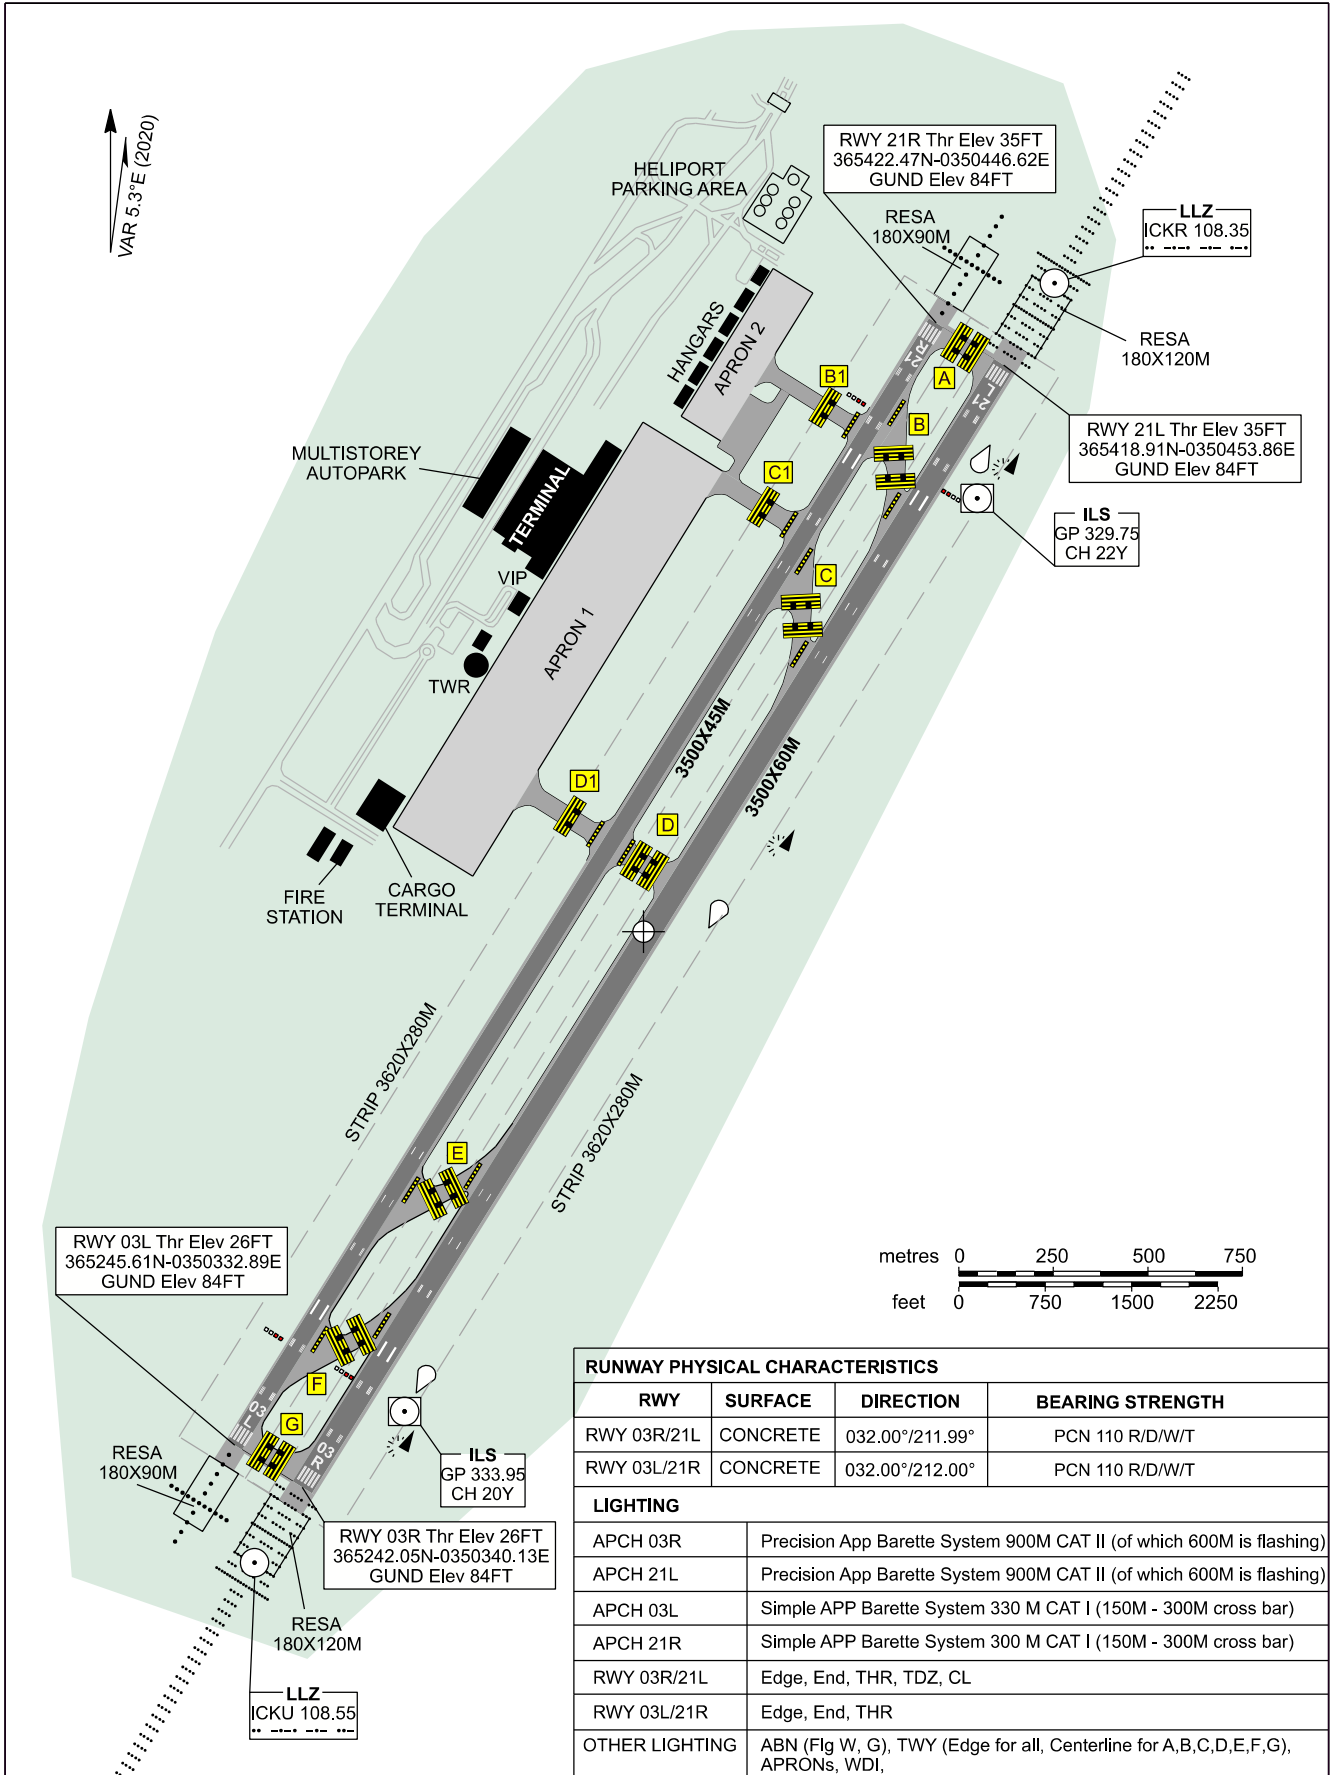 VAR 5.3°E (2020)
HELIPORT
PARKING AREA
RWY 21R Thr Elev 35FT
365422.47N-0350446.62E
GUND Elev 84FT
RESA
180X90M
LLZ
ICKR 108.35
RESA
180X120M
RWY 21L Thr Elev 35FT
365418.91N-0350453.86E
GUND Elev 84FT
ILS
GP 329.75
CH 22Y
HANGARS
APRON 2
21R
L 21
A
B1
B
C1
C
MULTISTOREY
AUTOPARK
TERMINAL
VIP
TWR
APRON 1
3500X45M
3500X60M
D1
D
FIRE
STATION
CARGO
TERMINAL
STRIP 3620X280M
STRIP 3620X280M
E
RWY 03L Thr Elev 26FT
365245.61N-0350332.89E
GUND Elev 84FT
F
G
03
L
03
R
RESA
180X90M
ILS
GP 333.95
CH 20Y
RWY 03R Thr Elev 26FT
365242.05N-0350340.13E
GUND Elev 84FT
RESA
180X120M
LLZ
ICKU 108.55
metres 0 250 500 750
feet 0 750 1500 2250
RUNWAY PHYSICAL CHARACTERISTICS
RWY SURFACE DIRECTION BEARING STRENGTH
RWY 03R/21L CONCRETE 032.00°/211.99° PCN 110 R/D/W/T
RWY 03L/21R CONCRETE 032.00°/212.00° PCN 110 R/D/W/T
LIGHTING
APCH 03R Precision App Barette System 900M CAT II (of which 600M is flashing)
APCH 21L Precision App Barette System 900M CAT II (of which 600M is flashing)
APCH 03L Simple APP Barette System 330 M CAT I (150M - 300M cross bar)
APCH 21R Simple APP Barette System 300 M CAT I (150M - 300M cross bar)
RWY 03R/21L Edge, End, THR, TDZ, CL
RWY 03L/21R Edge, End, THR
OTHER LIGHTING ABN (Flg W, G), TWY (Edge for all, Centerline for A,B,C,D,E,F,G),
APRONs, WDI,